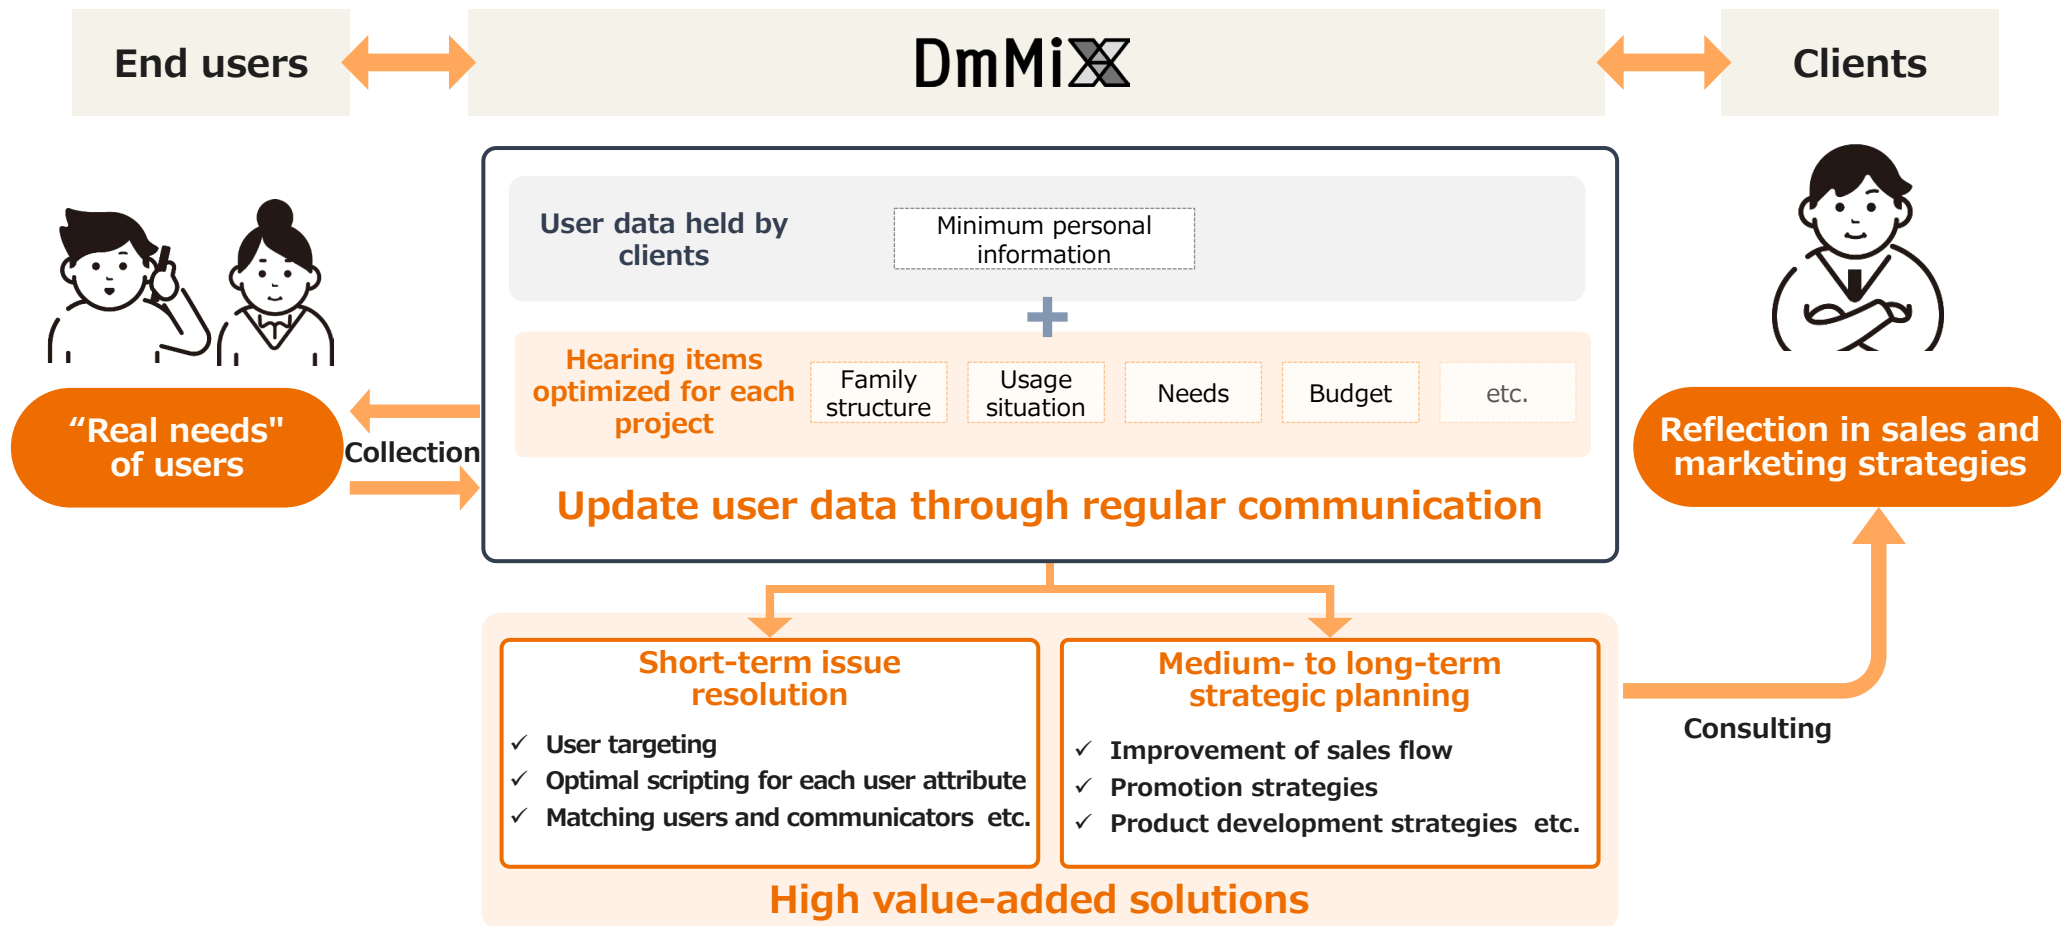 End users
DmMiX
Clients
User data held by
clients
Minimum personal
information
Hearing items
optimized for each
project
Family
structure
Usage
situation
Needs
Budget
etc.
Update user data through regular communication
“Real needs"
of users
Collection
Reflection in sales and
marketing strategies
Short-term issue
resolution
✓ User targeting
✓ Optimal scripting for each user attribute
✓ Matching users and communicators etc.
Medium- to long-term
strategic planning
✓ Improvement of sales flow
✓ Promotion strategies
✓ Product development strategies etc.
Consulting
High value-added solutions